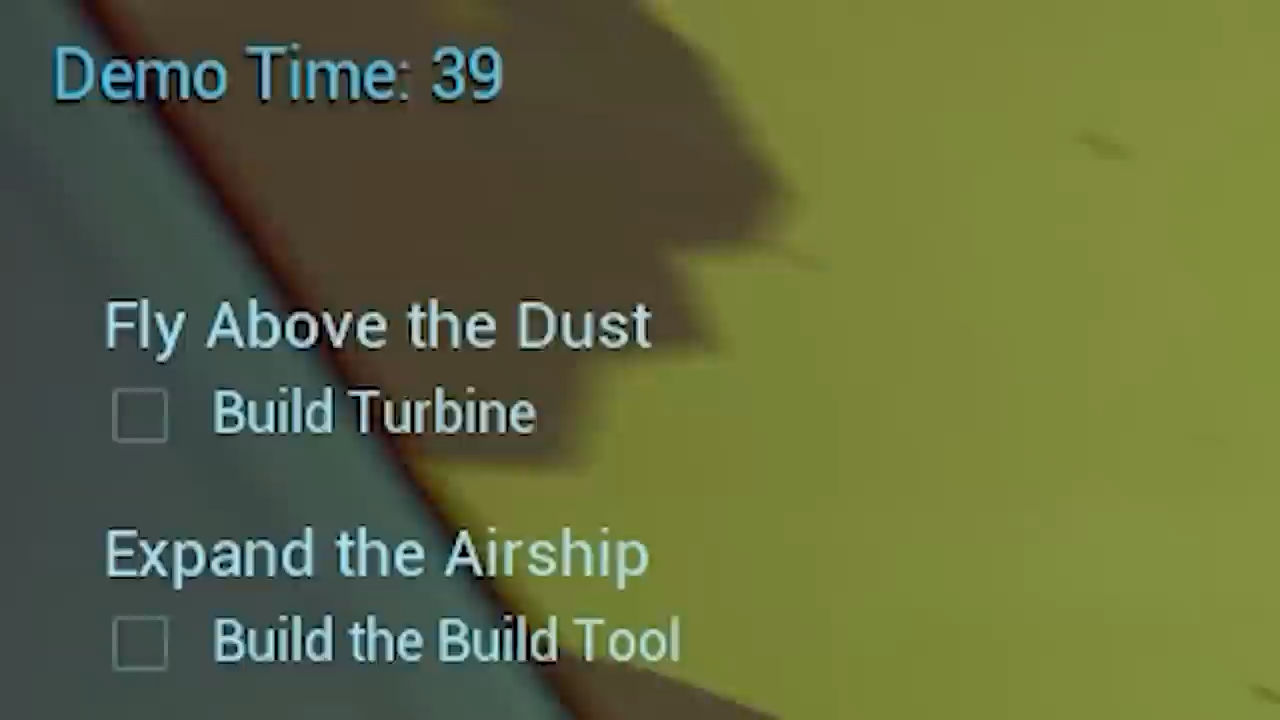 Demo Time: 39
Fly Above the Dust
Build Turbine
Expand the Airship
Build the Build Tool